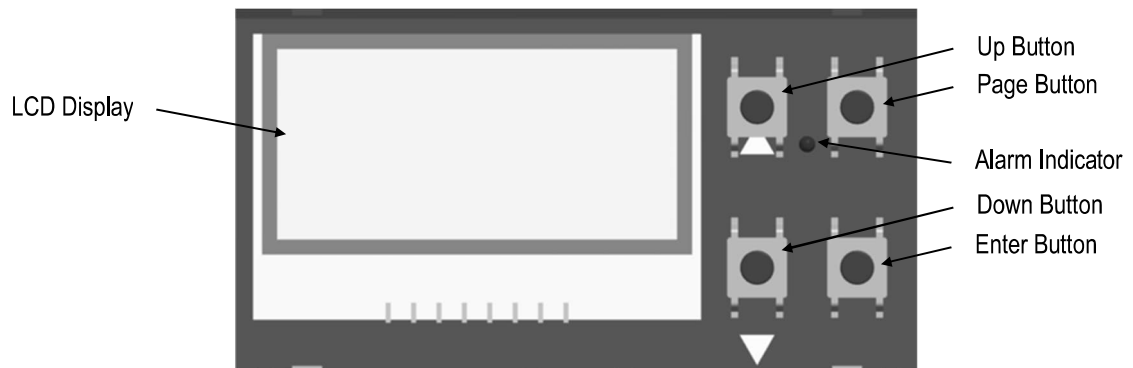 Up Button
LCD Display
Page Button
Alarm Indicator
Down Button
Enter Button